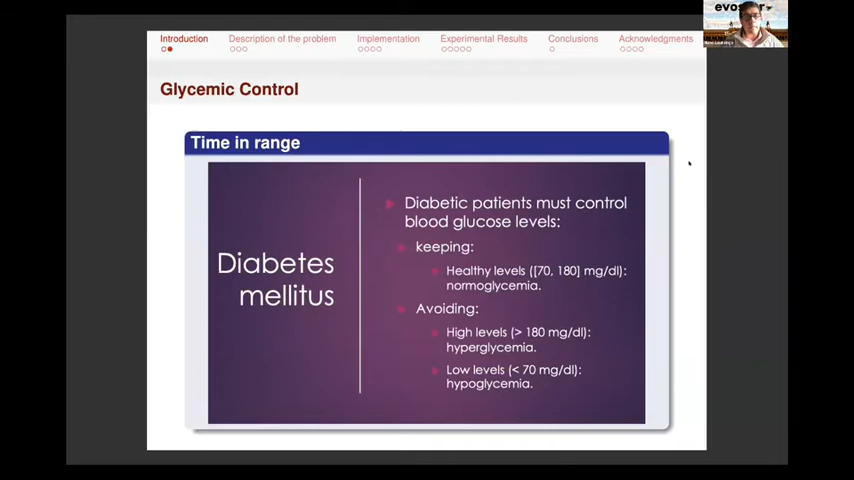 Introduction
Description of the problem
Implementation
Experimental Results
Conclusions
Acknowledgments
Glycemic Control
Time in range
Diabetes
mellitus
Diabetic patients must control
blood glucose levels:
keeping:
Healthy levels ([70, 180] mg/dl):
normoglycemia.
Avoiding:
High levels (> 180 mg/dl):
hyperglycemia.
Low levels (< 70 mg/dl):
hypoglycemia.